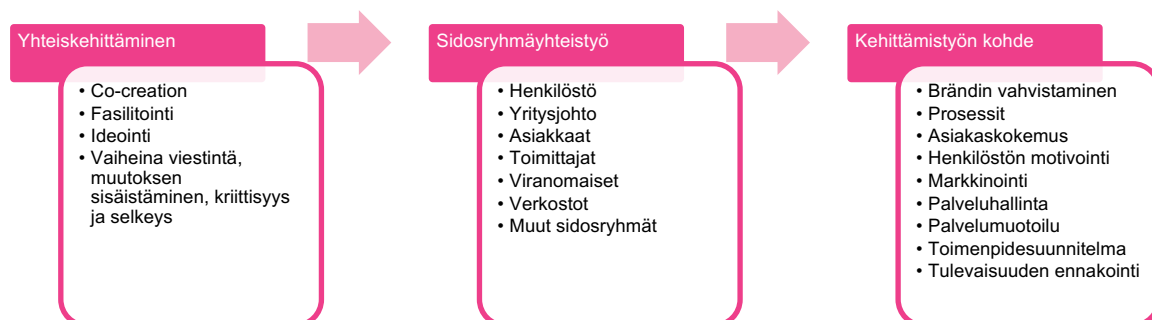 Yhteiskehittäminen
• Co-creation
• Fasilitointi
• Ideointi
• Vaiheina viestintä,
muutoksen
sisäistäminen, kriittisyys
ja selkeys
Sidosryhmäyhteistyö
• Henkilöstö
• Yritysjohto
• Asiakkaat
• Toimittajat
• Viranomaiset
• Verkostot
• Muut sidosryhmät
Kehittämistyön kohde
• Brändin vahvistaminen
• Prosessit
• Asiakaskokemus
• Henkilöstön motivointi
• Markkinointi
• Palveluhallinta
• Palvelumuotoilu
• Toimenpidesuunnitelma
• Tulevaisuuden ennakointi